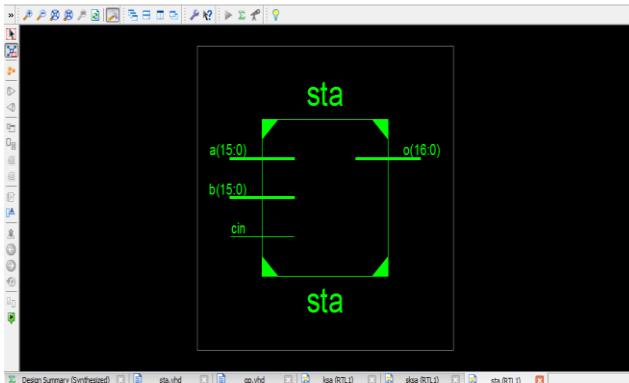 »
sta
a(15:0)
o(16:0)
b(15:0)
cin
sta
Design Summary (Synthesized)
sta.vhd
gp.vhd
ksa (RTL1)
sksa (RTL1)
sta (RTL1)